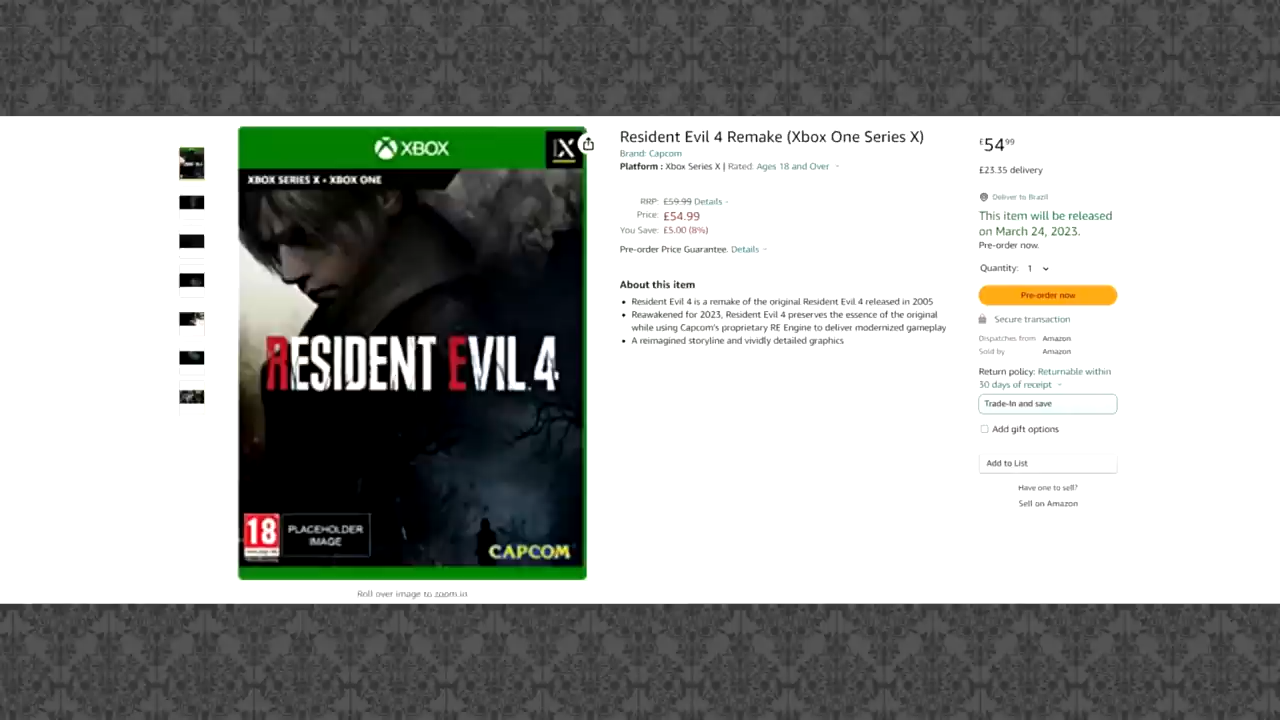 XBOX
X
XBOX SERIES X • XBOX ONE
RESIDENT EVIL 4
18
PLACEHOLDER
IMAGE
CAPCOM
Roll over image to zoom in
Resident Evil 4 Remake (Xbox One Series X)
Brand: Capcom
Platform : Xbox Series X | Rated: Ages 18 and Over
RRP: £59.99 Details
Price: £54.99
You Save: £5.00 (8%)
Pre-order Price Guarantee. Details
About this item
• Resident Evil 4 is a remake of the original Resident Evil 4 released in 2005
• Reawakened for 2023, Resident Evil 4 preserves the essence of the original
while using Capcom's proprietary RE Engine to deliver modernized gameplay
• A reimagined storyline and vividly detailed graphics
£54.99
£23.35 delivery
Deliver to Brazil
This item will be released
on March 24, 2023.
Pre-order now.
Quantity: 1
Pre-order now
Secure transaction
Dispatches from Amazon
Sold by Amazon
Return policy: Returnable within
30 days of receipt
Trade-In and save
Add gift options
Add to List
Have one to sell?
Sell on Amazon